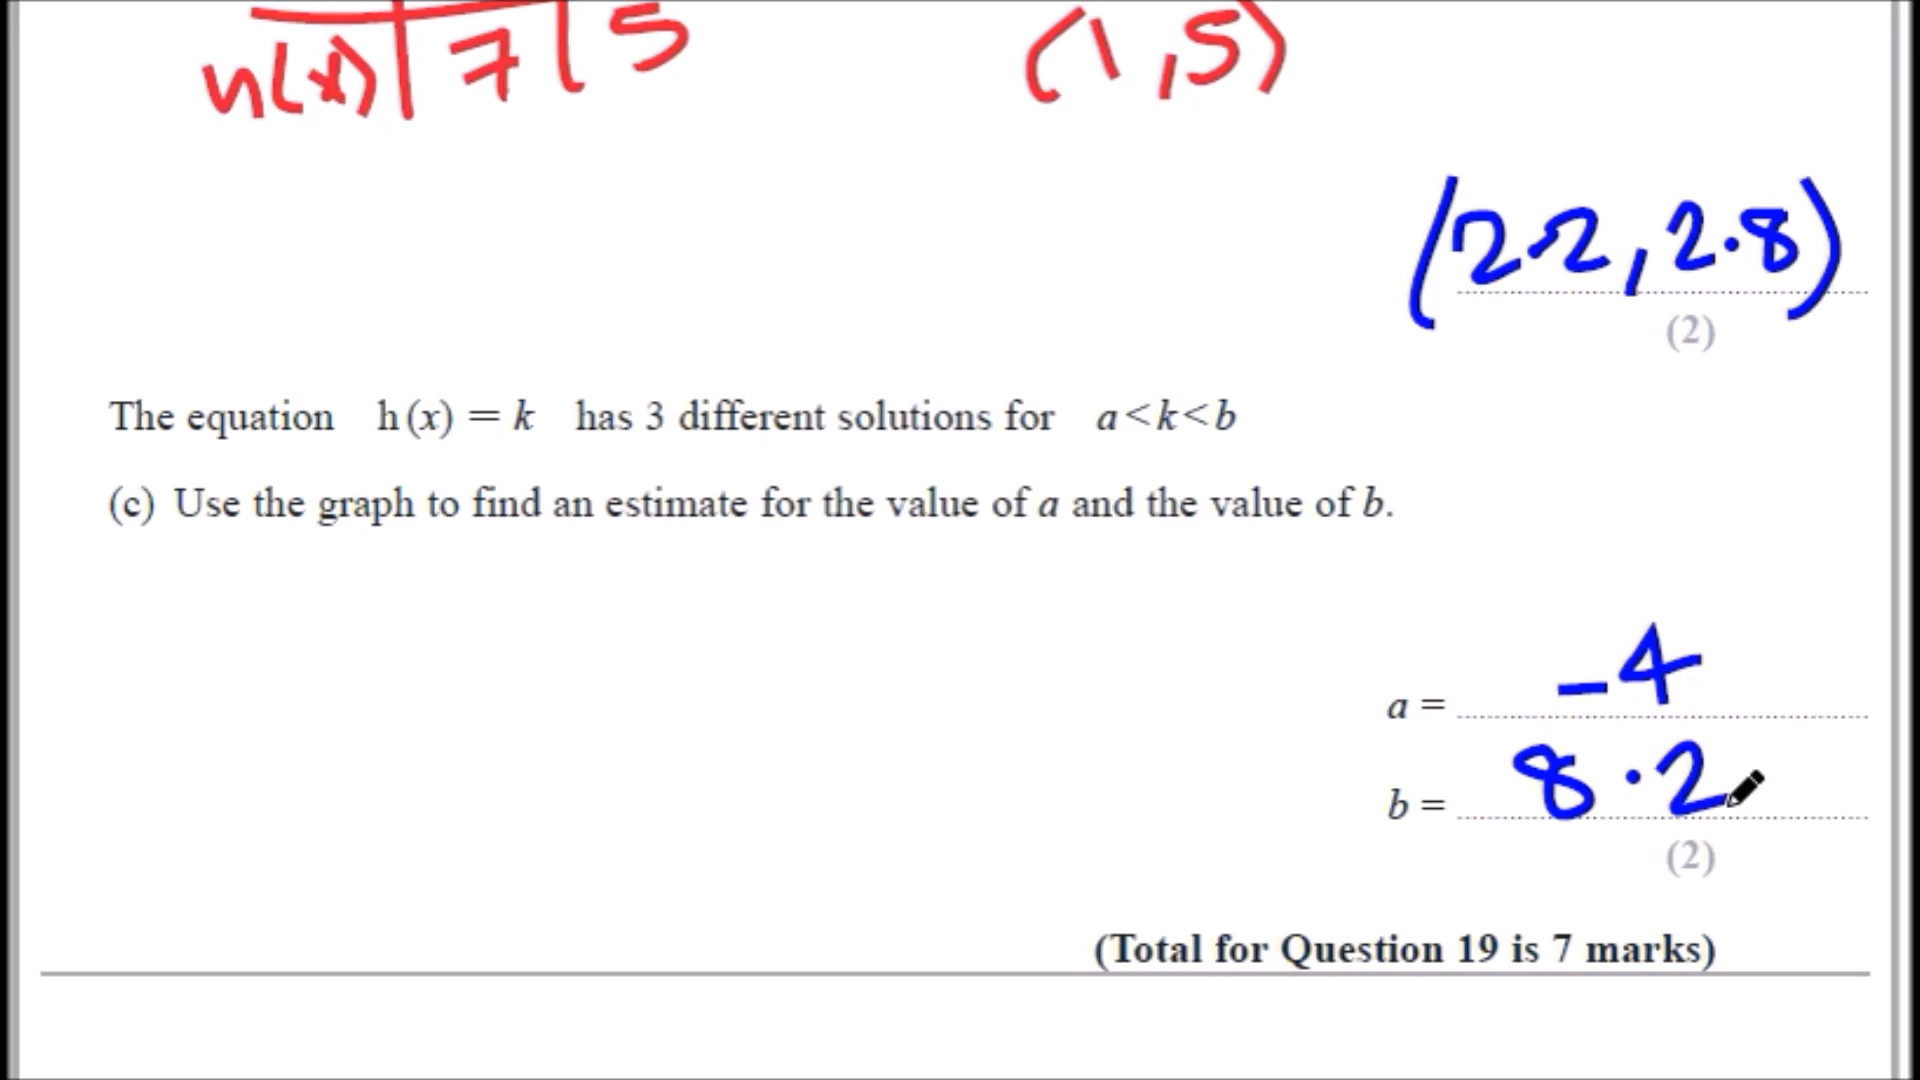 h(x) | 7 | 5 (1,5)
(2.2, 2.8)
(2)
The equation h(x) = k has 3 different solutions for a<k<b
(c) Use the graph to find an estimate for the value of a and the value of b.
a = -4
b = 8.2
(2)
(Total for Question 19 is 7 marks)